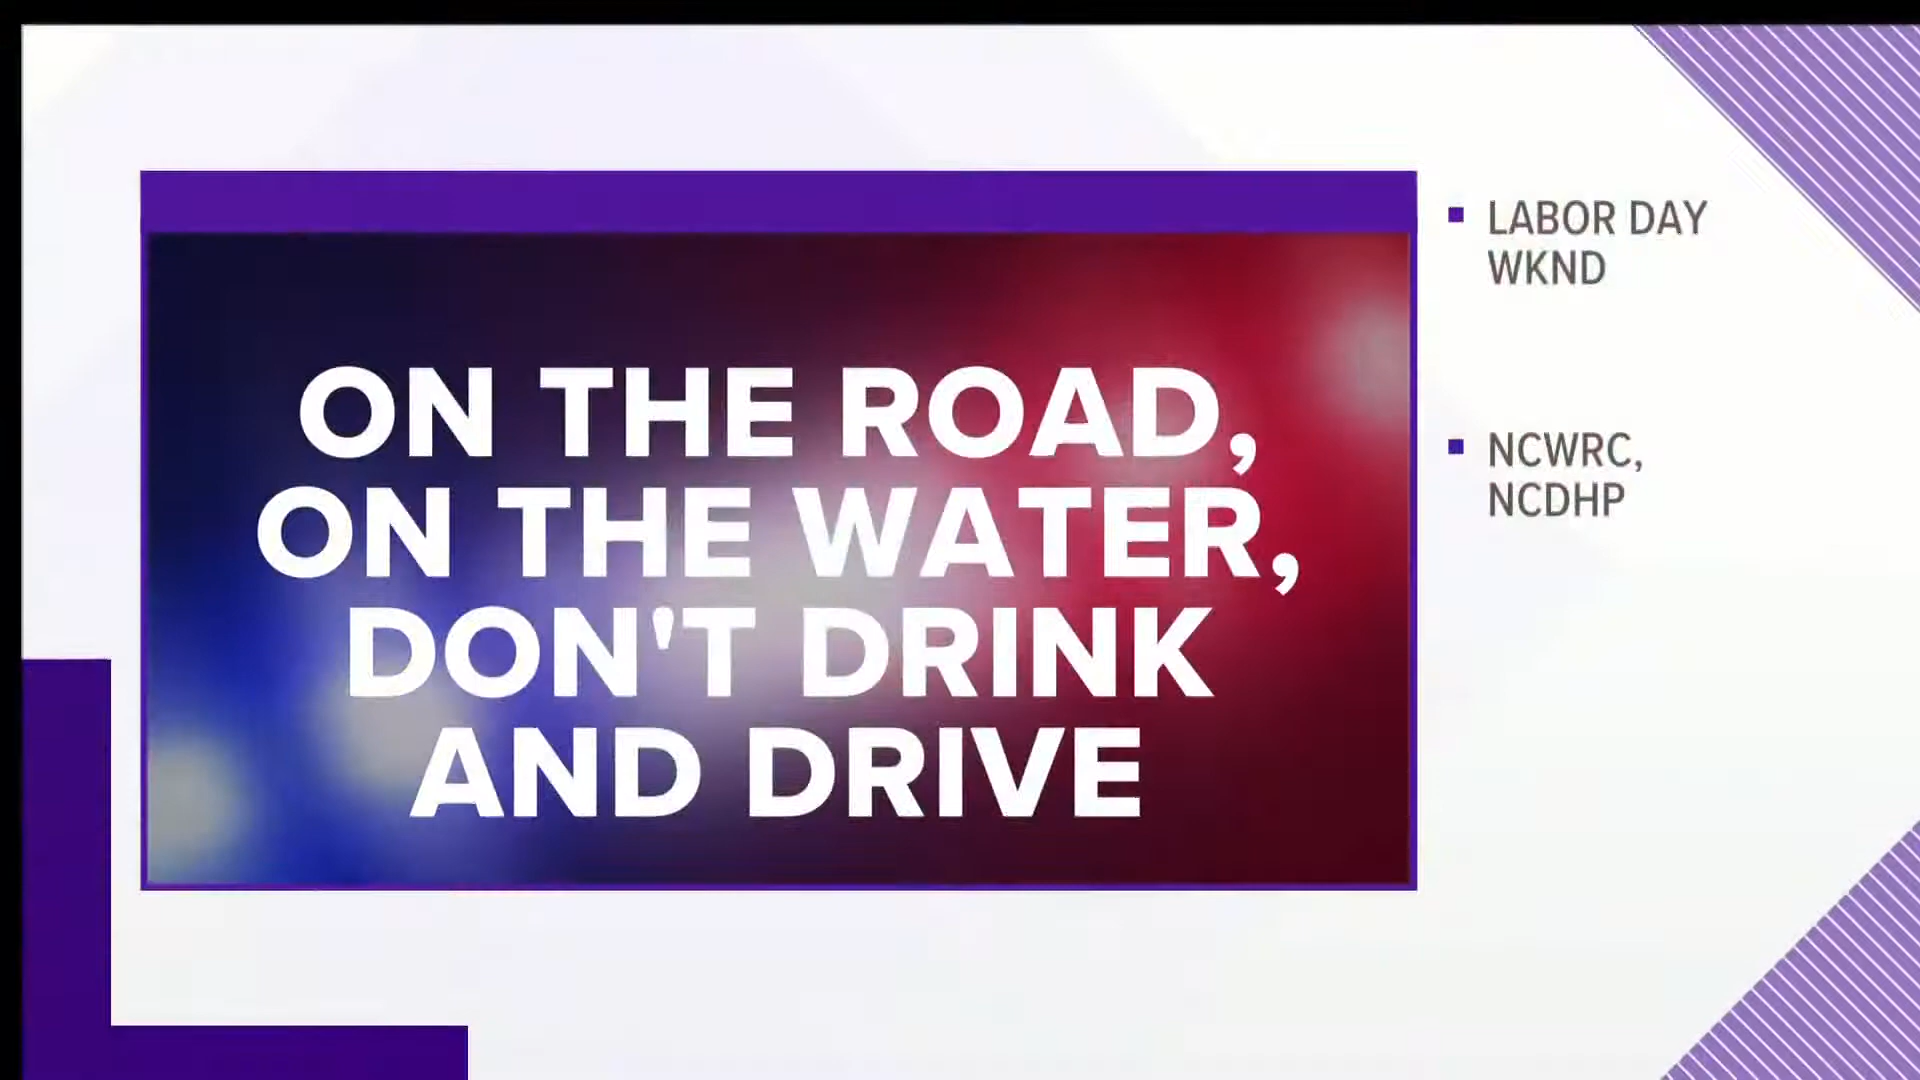 ON THE ROAD,
ON THE WATER,
DON'T DRINK
AND DRIVE
LABOR DAY
WKND
NCWRC,
NCDHP